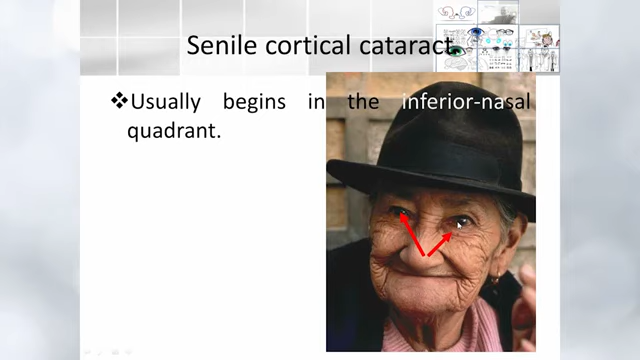 Senile cortical cataract
❖Usually begins in the inferior-nasal
quadrant.